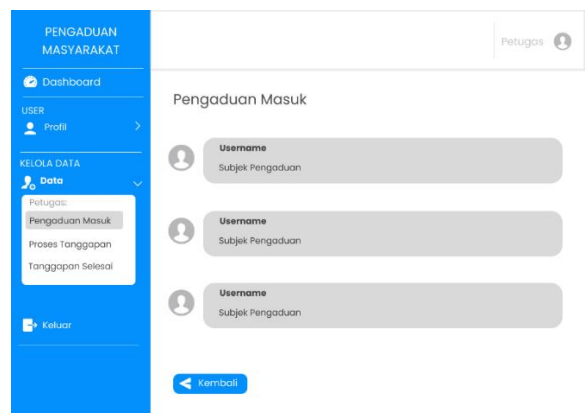 PENGADUAN
MASYARAKAT
Petugas
Dashboard
USER
Profil
KELOLA DATA
Data
Petugas:
Pengaduan Masuk
Proses Tanggapan
Tanggapan Selesai
Keluar
Pengaduan Masuk
Username
Subjek Pengaduan
Username
Subjek Pengaduan
Username
Subjek Pengaduan
Kembali